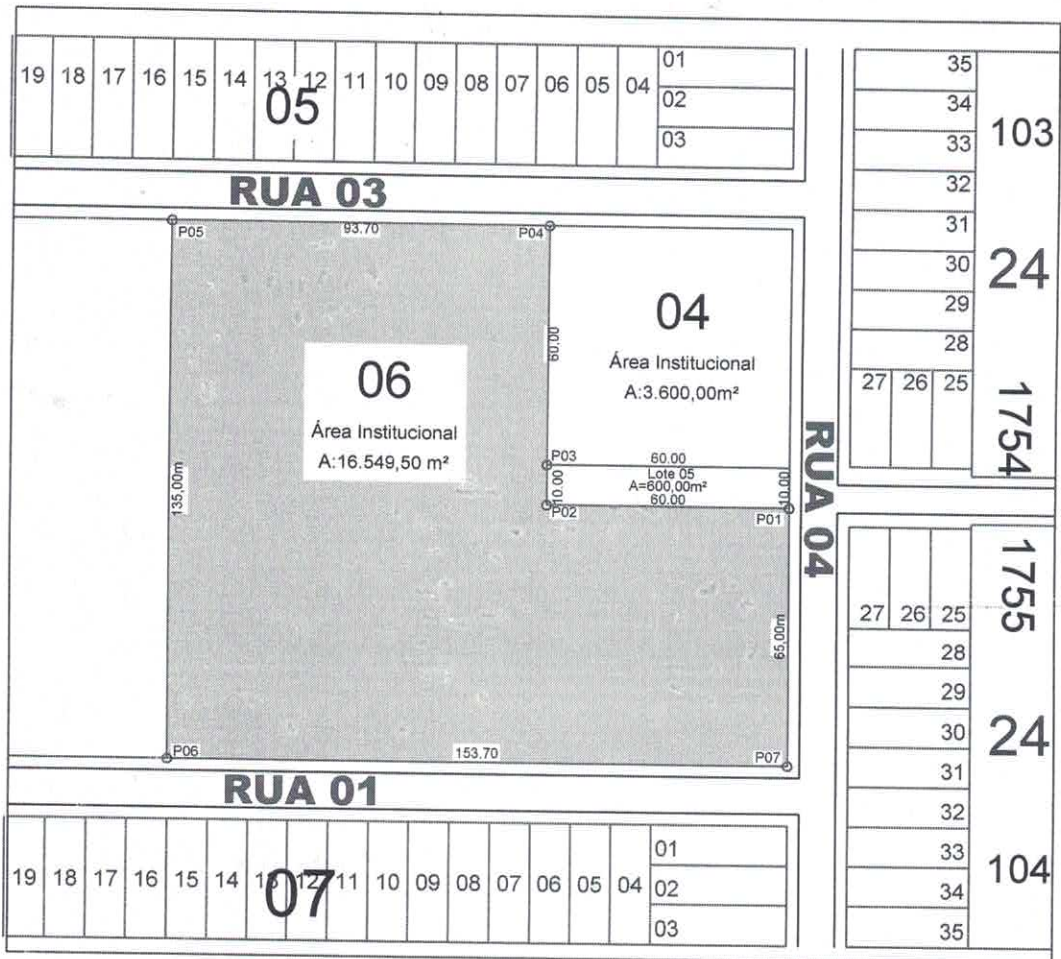 19 18 17 16 15 14 13 12 11 10 09 08 07 06 05 04
01
02
03
05
RUA 03
35
34
33
32
31
30
29
28
27 26 25
103
24
1754
P05
93.70
P04
60.00
04
Área Institucional
A:3.600,00m²
06
Área Institucional
A:16.549,50 m²
135,00m
P03
60.00
Lote 05
A=600,00m²
60.00
10.00
10.00
P02
P01
RUA 04
65,00m
P06
153.70
P07
RUA 01
1755
27 26 25
28
29
30
31
32
33
34
35
24
104
19 18 17 16 15 14 13 12 11 10 09 08 07 06 05 04
01
02
03
07